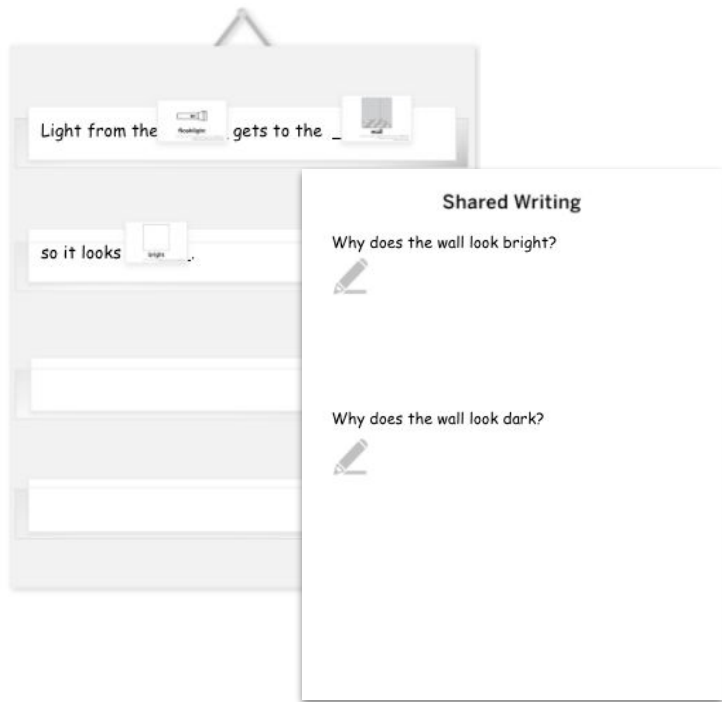 Light from the flashlight gets to the _ wall
so it looks bright _.
Shared Writing
Why does the wall look bright?
Why does the wall look dark?